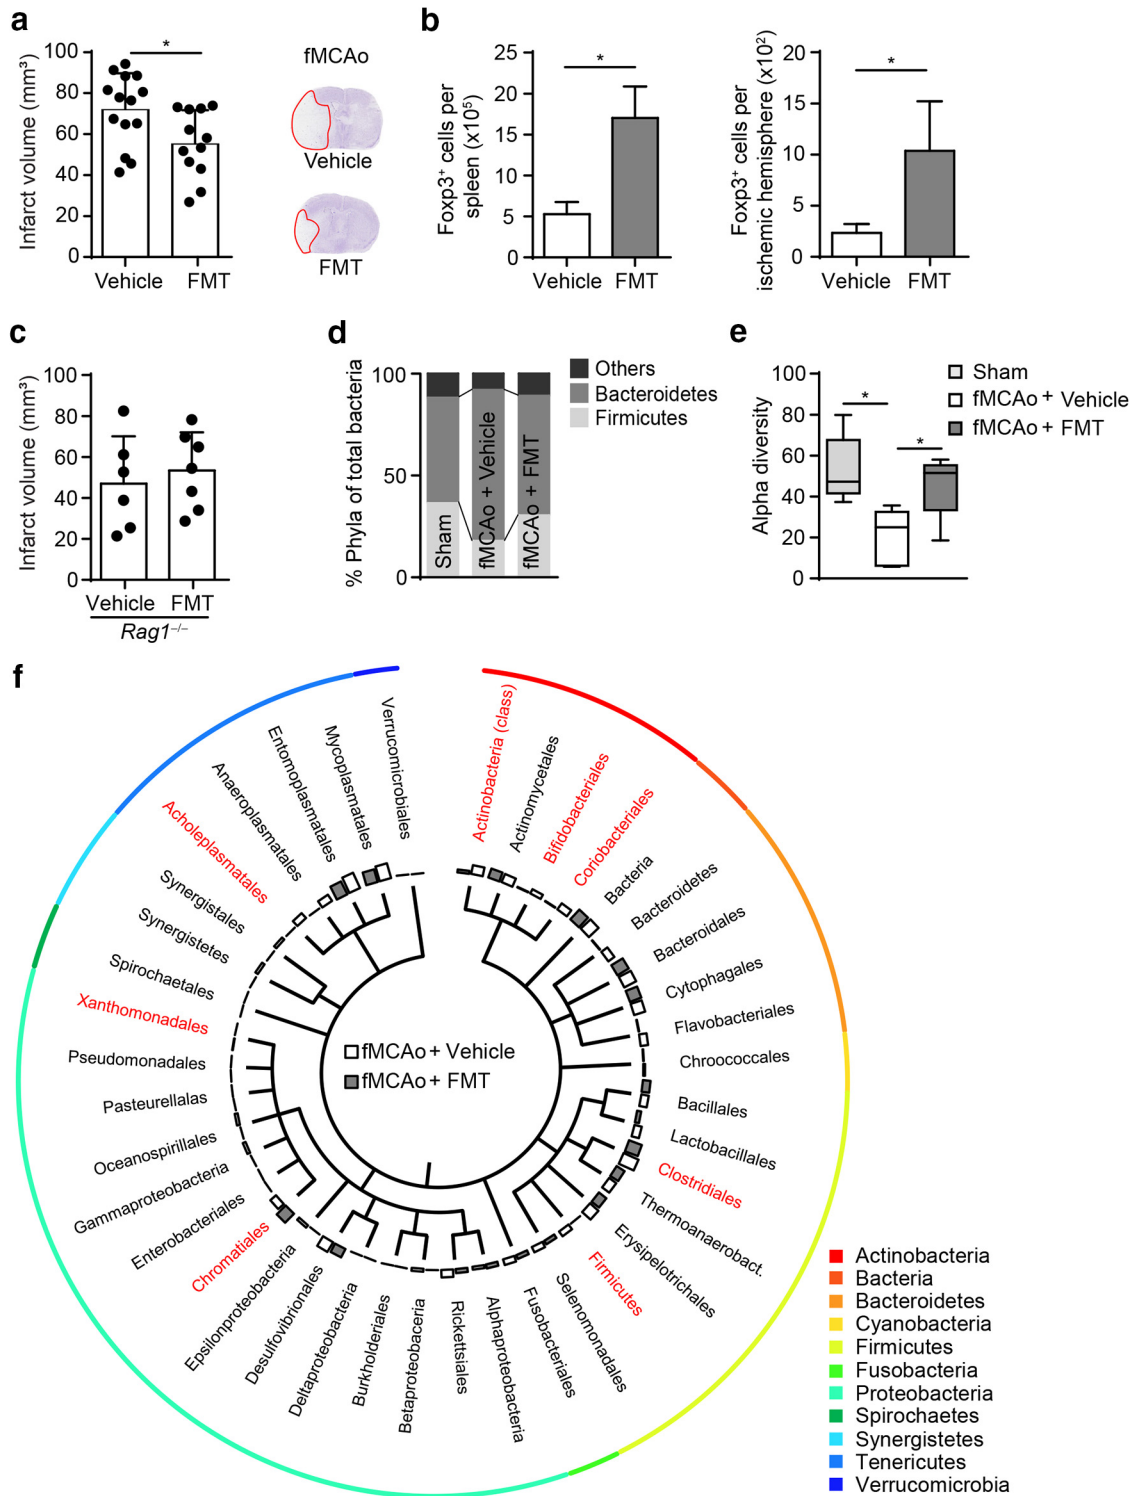 a
Infarct volume (mm³)
100
80
60
40
20
0
*
Vehicle
FMT
fMCAo
Vehicle
FMT
b
Foxp3⁺ cells per
spleen (x10⁵)
25
20
15
10
5
0
*
Vehicle
FMT
Foxp3⁺ cells per
ischemic hemisphere (x10²)
20
15
10
5
0
*
Vehicle
FMT
c
Infarct volume (mm³)
100
80
60
40
20
0
Vehicle
FMT
Rag1⁻/⁻
d
% Phyla of total bacteria
100
50
0
Sham
fMCAo + Vehicle
fMCAo + FMT
Others
Bacteroidetes
Firmicutes
e
Alpha diversity
100
80
60
40
20
0
*
*
Sham
fMCAo + Vehicle
fMCAo + FMT
f
Actinobacteria (class)
Actinomycetales
Bifidobacteriales
Coriobacteriales
Bacteria
Bacteroidetes
Bacteroidales
Cytophagales
Flavobacteriales
Chroococcales
Bacillales
Lactobacillales
Clostridiales
Thermoanaerobact.
Erysipelotrichales
Firmicutes
Selenomonadales
Fusobacteriales
Alphaproteobacteria
Rickettsiales
Betaproteobaceria
Burkholderiales
Deltaproteobacteria
Desulfovibrionales
Epsilonproteobacteria
Chromatiales
Enterobacteriales
Gammaproteobacteria
Oceanospirillales
Pasteurellalas
Pseudomonadales
Xanthomonadales
Spirochaetales
Synergistetes
Synergistales
Acholeplasmatales
Anaeroplasmatales
Entomoplasmatales
Mycoplasmatales
Verrucomicrobiales
fMCAo + Vehicle
fMCAo + FMT
Actinobacteria
Bacteria
Bacteroidetes
Cyanobacteria
Firmicutes
Fusobacteria
Proteobacteria
Spirochaetes
Synergistetes
Tenericutes
Verrucomicrobia